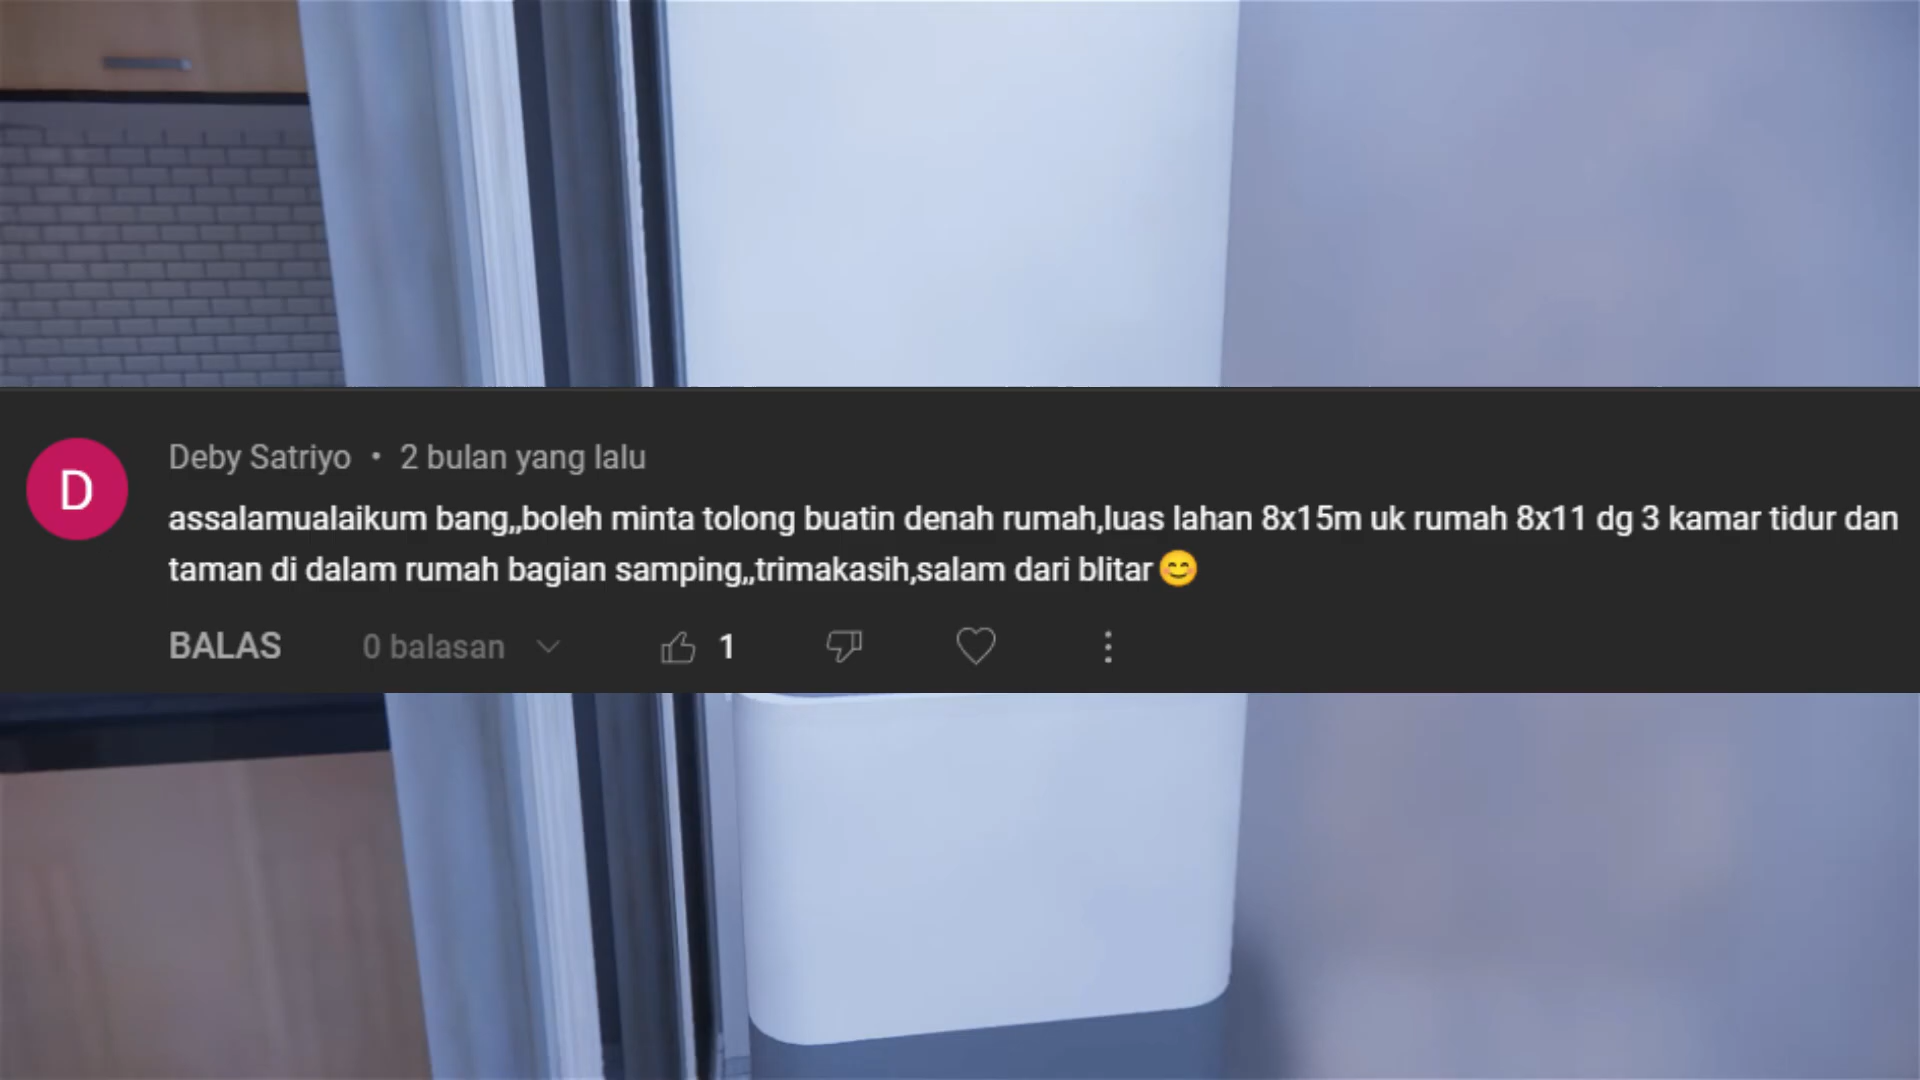 D
Deby Satriyo • 2 bulan yang lalu
assalamualaikum bang,,boleh minta tolong buatin denah rumah,luas lahan 8x15m uk rumah 8x11 dg 3 kamar tidur dan
taman di dalam rumah bagian samping,,trimakasih,salam dari blitar😊
BALAS 0 balasan 1